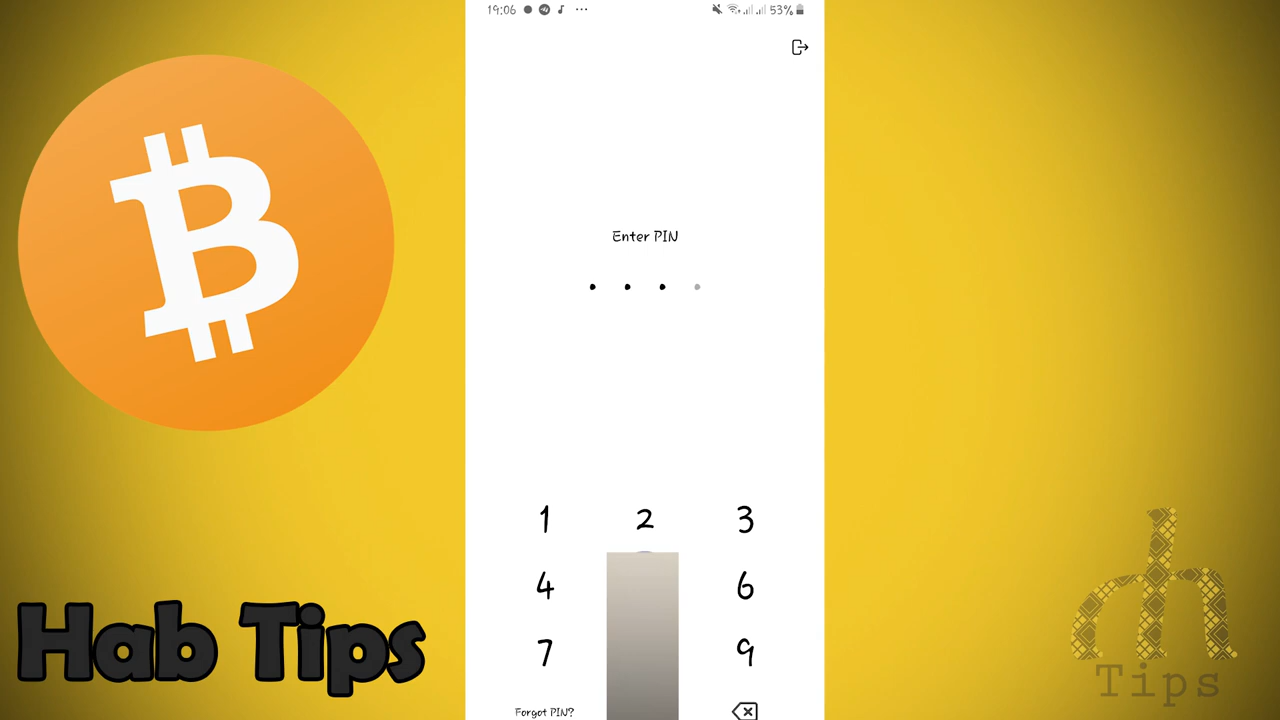 19:06
53%
Enter PIN
1 2 3
4 6
7 9
Forgot PIN?
Hab Tips
Tips